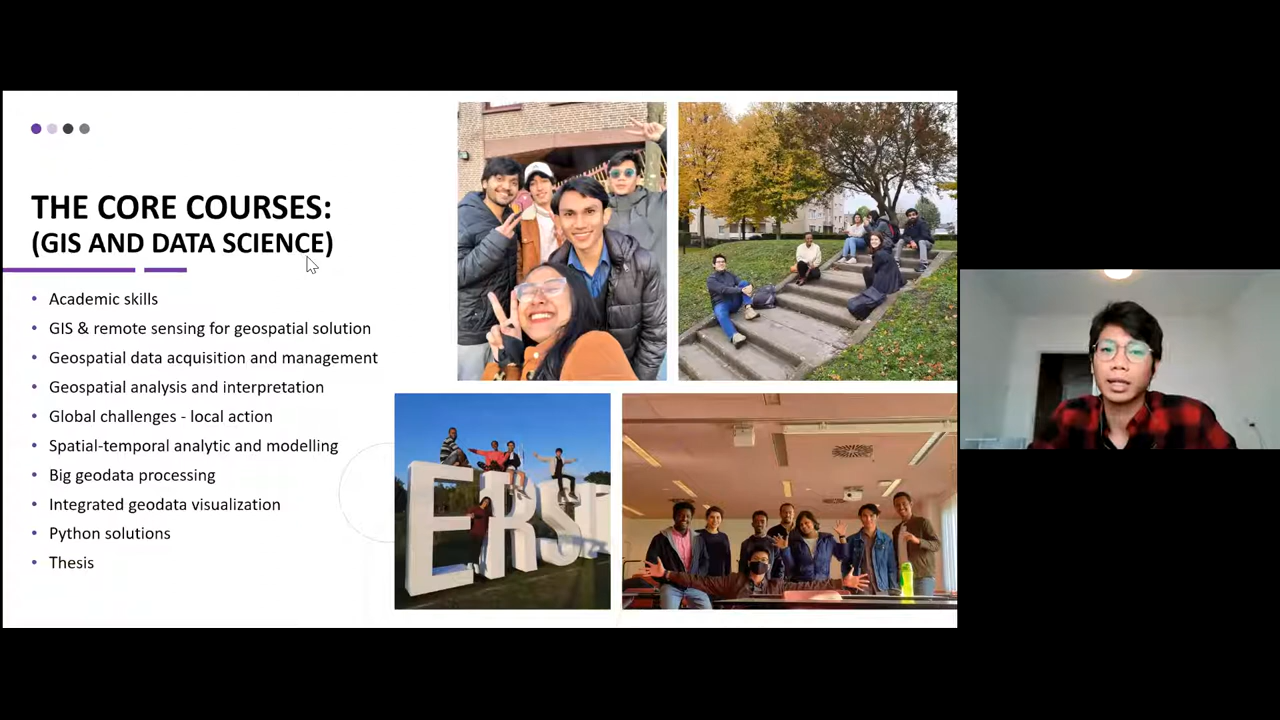 THE CORE COURSES:
(GIS AND DATA SCIENCE)
• Academic skills
• GIS & remote sensing for geospatial solution
• Geospatial data acquisition and management
• Geospatial analysis and interpretation
• Global challenges - local action
• Spatial-temporal analytic and modelling
• Big geodata processing
• Integrated geodata visualization
• Python solutions
• Thesis
ERSI